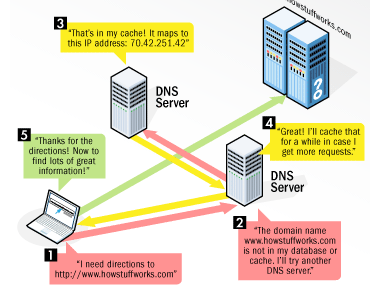 3
"That's in my cache! It maps to
this IP address: 70.42.251.42"
howstuffworks.com
DNS
Server
4
"Great! I'll cache that
for a while in case I
get more requests."
5
"Thanks for the
directions! Now to
find lots of great
information!"
DNS
Server
1
"I need directions to
http://www.howstuffworks.com"
2
"The domain name
www.howstuffworks.com
is not in my database
or cache. I'll try another
DNS server."